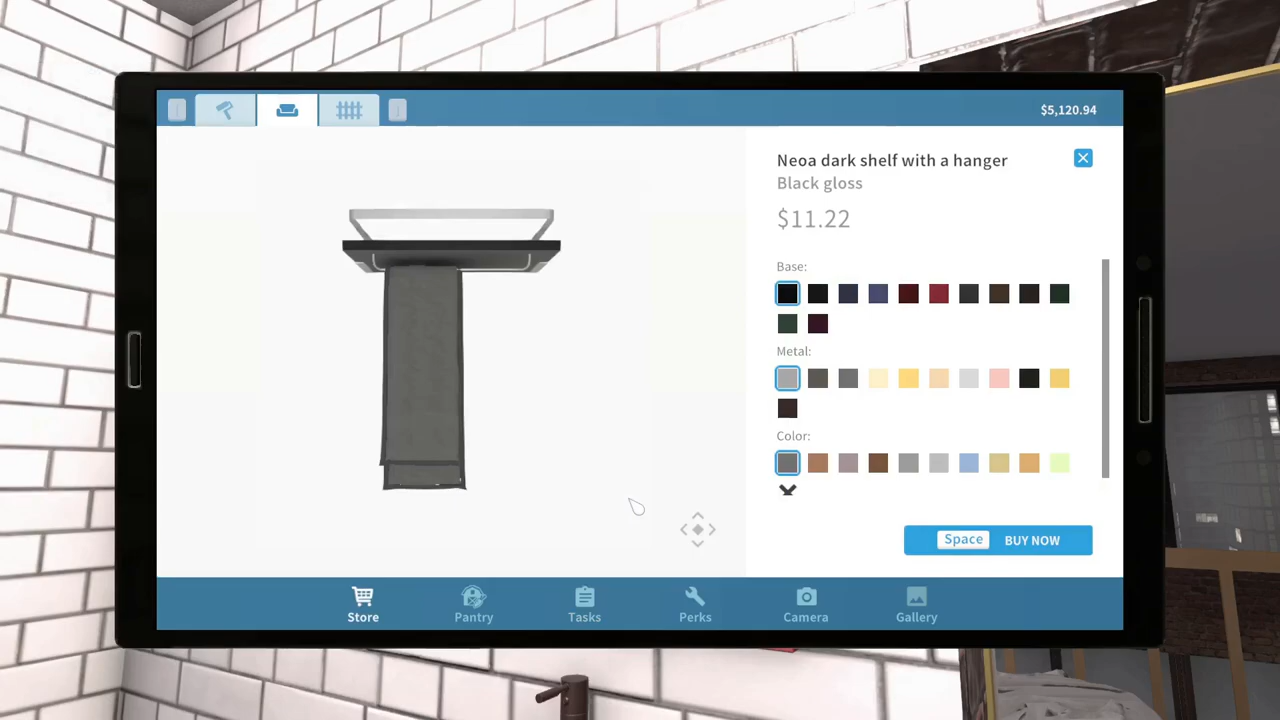 $5,120.94
Neoa dark shelf with a hanger
Black gloss
$11.22
Base:
Metal:
Color:
Space BUY NOW
Store Pantry Tasks Perks Camera Gallery